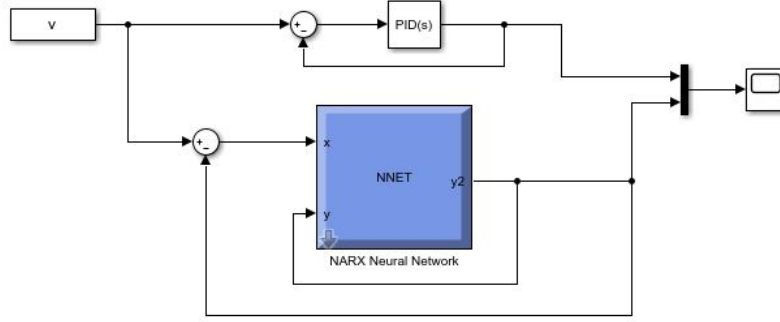 v
+
−
PID(s)
+
−
x
NNET
y2
y
NARX Neural Network